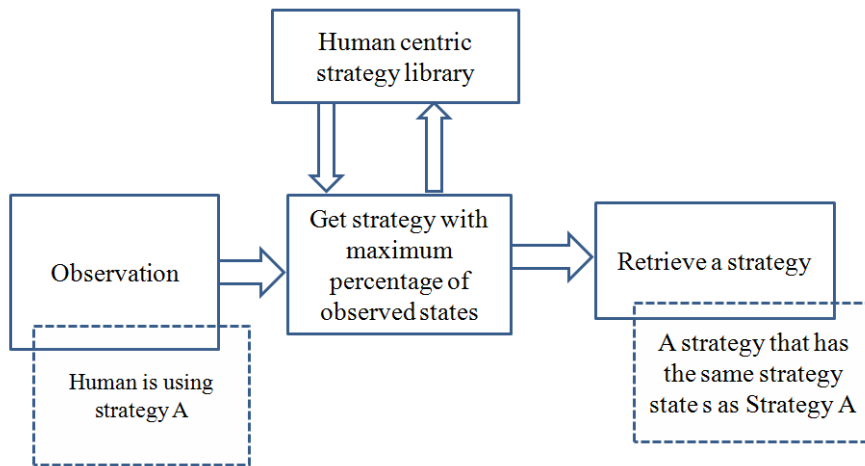 Human centric
strategy library
Observation
Get strategy with
maximum
percentage of
observed states
Retrieve a strategy
Human is using
strategy A
A strategy that has
the same strategy
state s as Strategy A